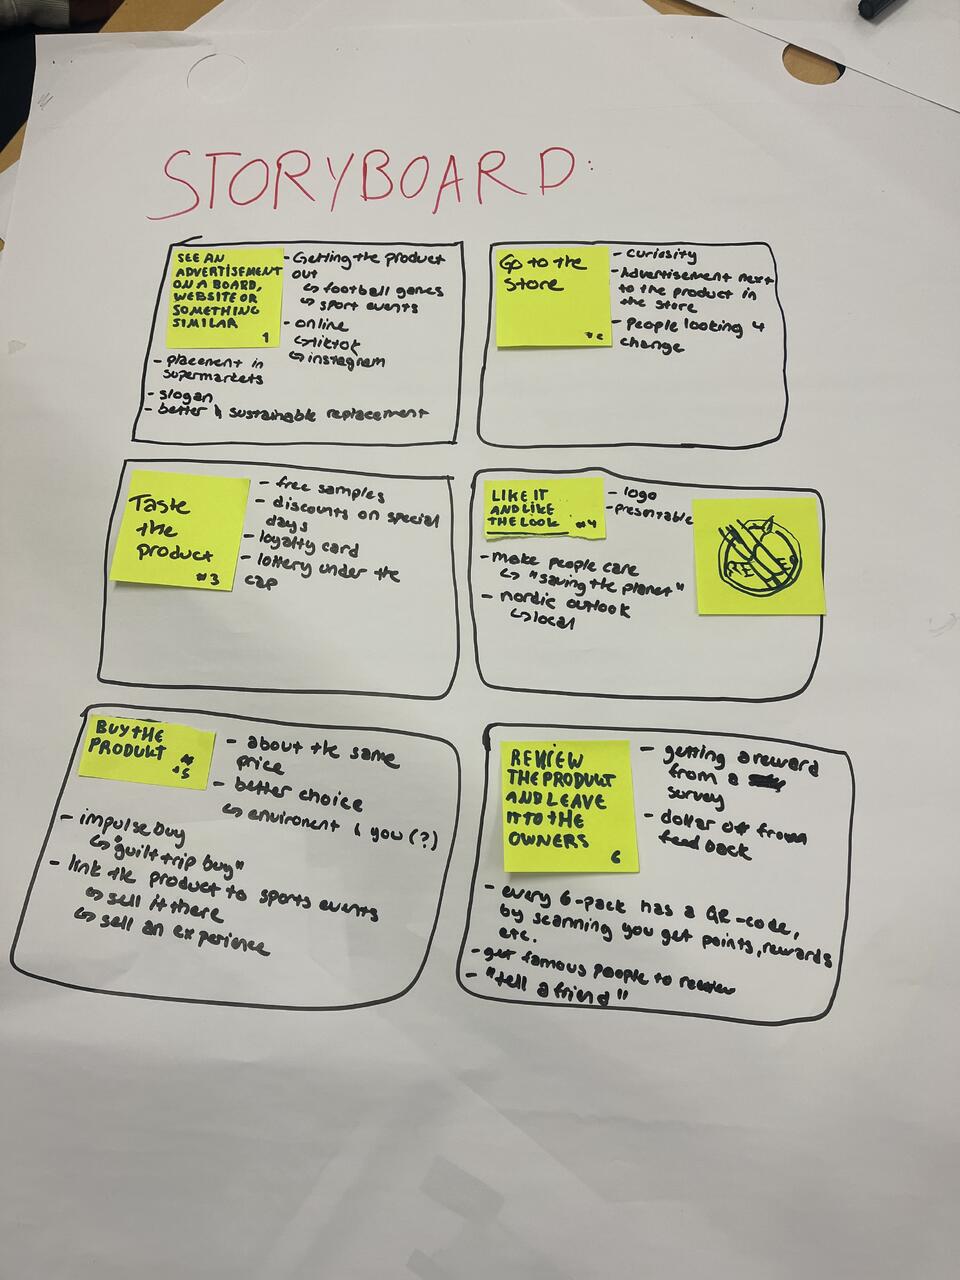 STORYBOARD:
SEE AN
ADVERTISEMENT
ON A BOARD,
WEBSITE OR
SOMETHING
SIMILAR
1
- Getting the product
out
↳ football games
↳ sport events
- online
↳ tiktok
↳ instagram
- placement in
supermarkets
- slogan
- better & sustainable replacement
Go to the
store
- curiosity
- Advertisement next
to the product in
the store
- People looking 4
change
Taste
the
product
#3
- free samples
- discounts on special
days
- loyalty card
- lottery under the
cap
LIKE IT
AND LIKE
THE LOOK #4
- logo
- presentable
- make people care
↳ "saving the planet"
- nordic outlook
↳ local
BUY THE
PRODUKT #5
- about the same
price
- better choice
↳ enviroment & you (?)
- impulse buy
↳ "guilt trip buy"
- link the product to sports events
↳ sell it there
↳ sell an experience
REVIEW
THE PRODUKT
AND LEAVE
IT TO THE
OWNERS
6
- getting a reward
from a
survey
- dollar off from
feedback
- every 6-pack has a QR-code,
by scanning you get points, rewards
etc.
- get famous people to review
- "tell a friend"